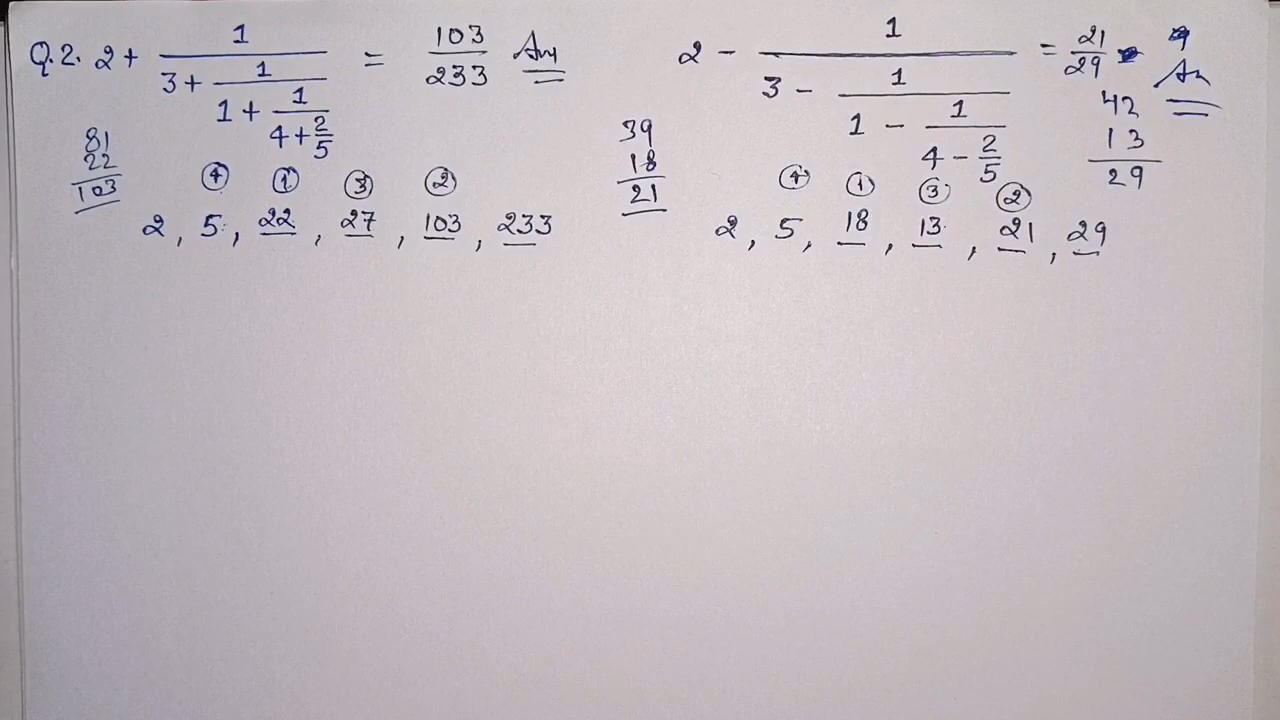 Q.2. 2 + 1 = 103 Ans
3 + 1 233
1 + 1
4 + 2
5
81
22
103
④ ① ③ ②
2, 5, 22, 27, 103, 233
2 - 1 = 21
3 - 1 29
1 - 1
4 - 2
5
42
13
29
39
18
21
④ ① ③ ②
2, 5, 18, 13, 21, 29